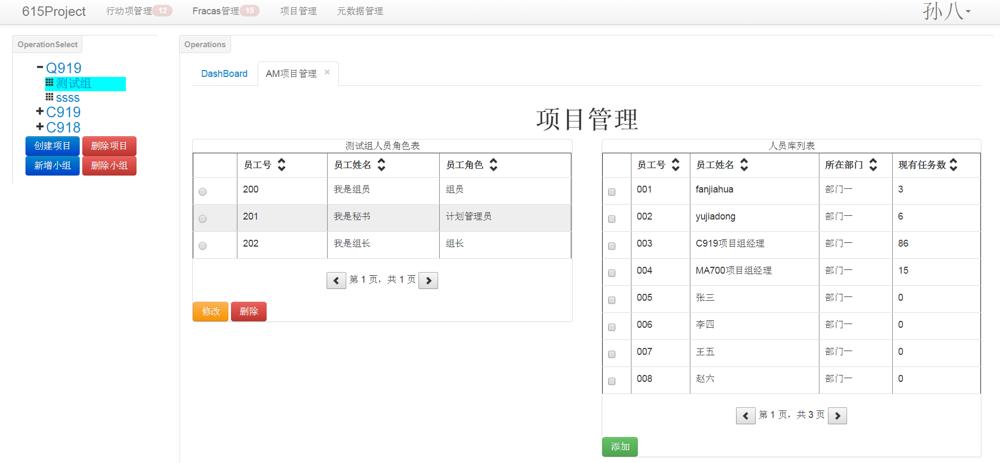 615Project 行动项管理 12 Fracas管理 15 项目管理 元数据管理 孙八
OperationSelect
Q919
测试组
ssss
C919
C918
创建项目 删除项目
新增小组 删除小组
Operations
DashBoard AM项目管理 ×
项目管理
测试组人员角色表
员工号 员工姓名 员工角色
200 我是组员 组员
201 我是秘书 计划管理员
202 我是组长 组长
第 1 页，共 1 页
修改 删除
人员库列表
员工号 员工姓名 所在部门 现有任务数
001 fanjiahua 部门一 3
002 yujiadong 部门一 6
003 C919项目组经理 部门一 86
004 MA700项目组经理 部门一 15
005 张三 部门一 0
006 李四 部门一 0
007 王五 部门一 0
008 赵六 部门一 0
第 1 页，共 3 页
添加